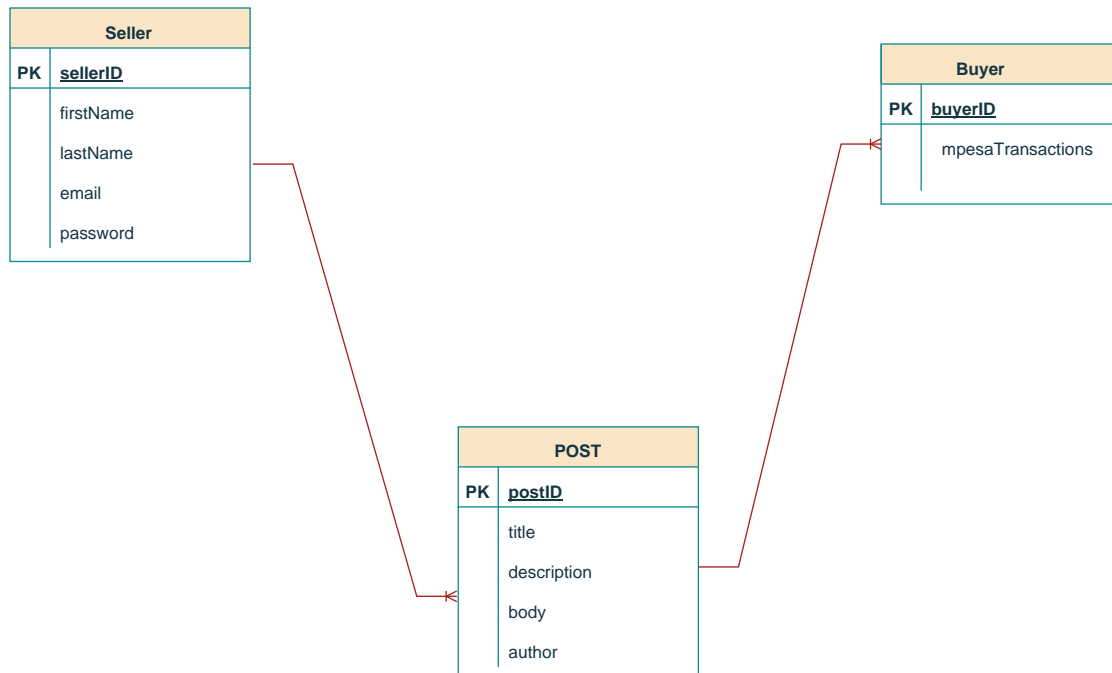 Seller
PK sellerID
firstName
lastName
email
password
Buyer
PK buyerID
mpesaTransactions
POST
PK postID
title
description
body
author